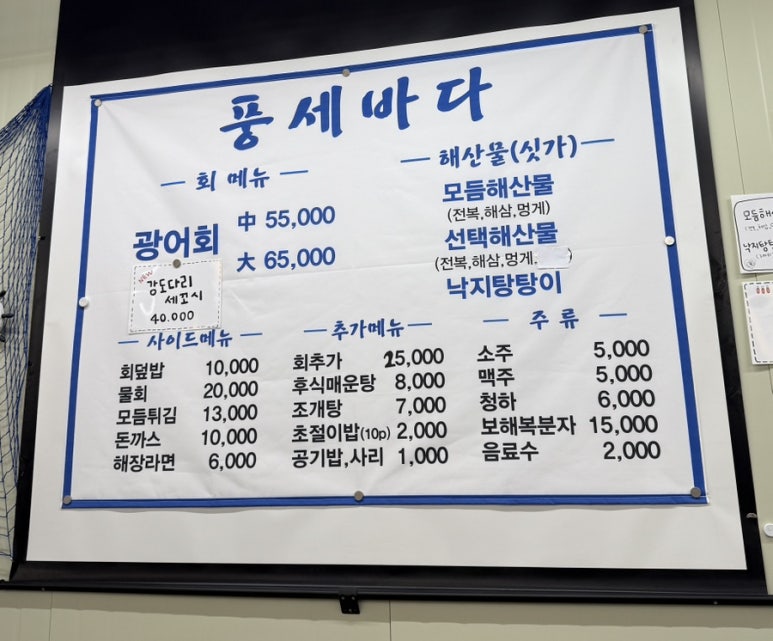 풍세바다
회 메뉴
광어회
中 55,000
大 65,000
NEW
강도다리
세꼬시
40.000
해산물(싯가)
모듬해산물
(전복,해삼,멍게)
선택해산물
(전복,해삼,멍게, )
낙지탕탕이
사이드메뉴
회덮밥 10,000
물회 20,000
모듬튀김 13,000
돈까스 10,000
해장라면 6,000
추가메뉴
회추가 25,000
후식매운탕 8,000
조개탕 7,000
초절이밥(10p) 2,000
공기밥,사리 1,000
주 류
소주 5,000
맥주 5,000
청하 6,000
보해복분자 15,000
음료수 2,000
모듬해
낙지탕탕